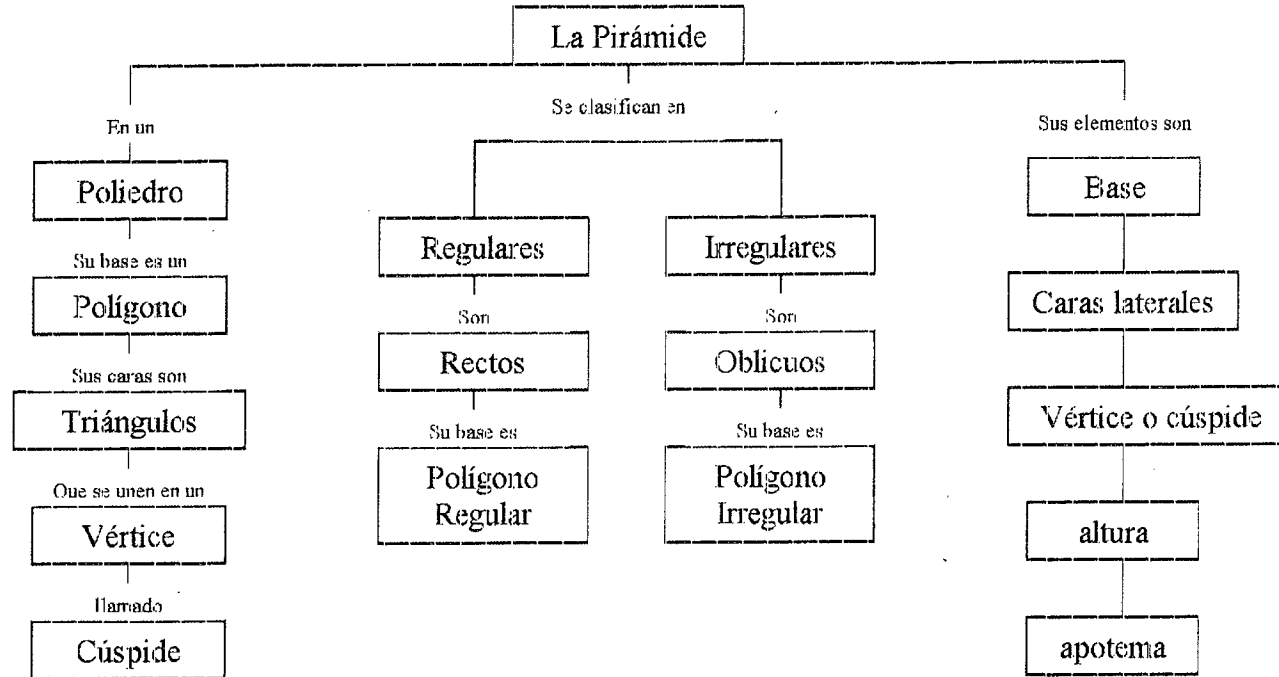 La Pirámide
En un
Poliedro
Su base es un
Polígono
Sus caras son
Triángulos
Que se unen en un
Vértice
llamado
Cúspide
Se clasifican en
Regulares
Son
Rectos
Su base es
Polígono
Regular
Irregulares
Son
Oblicuos
Su base es
Polígono
Irregular
Sus elementos son
Base
Caras laterales
Vértice o cúspide
altura
apotema